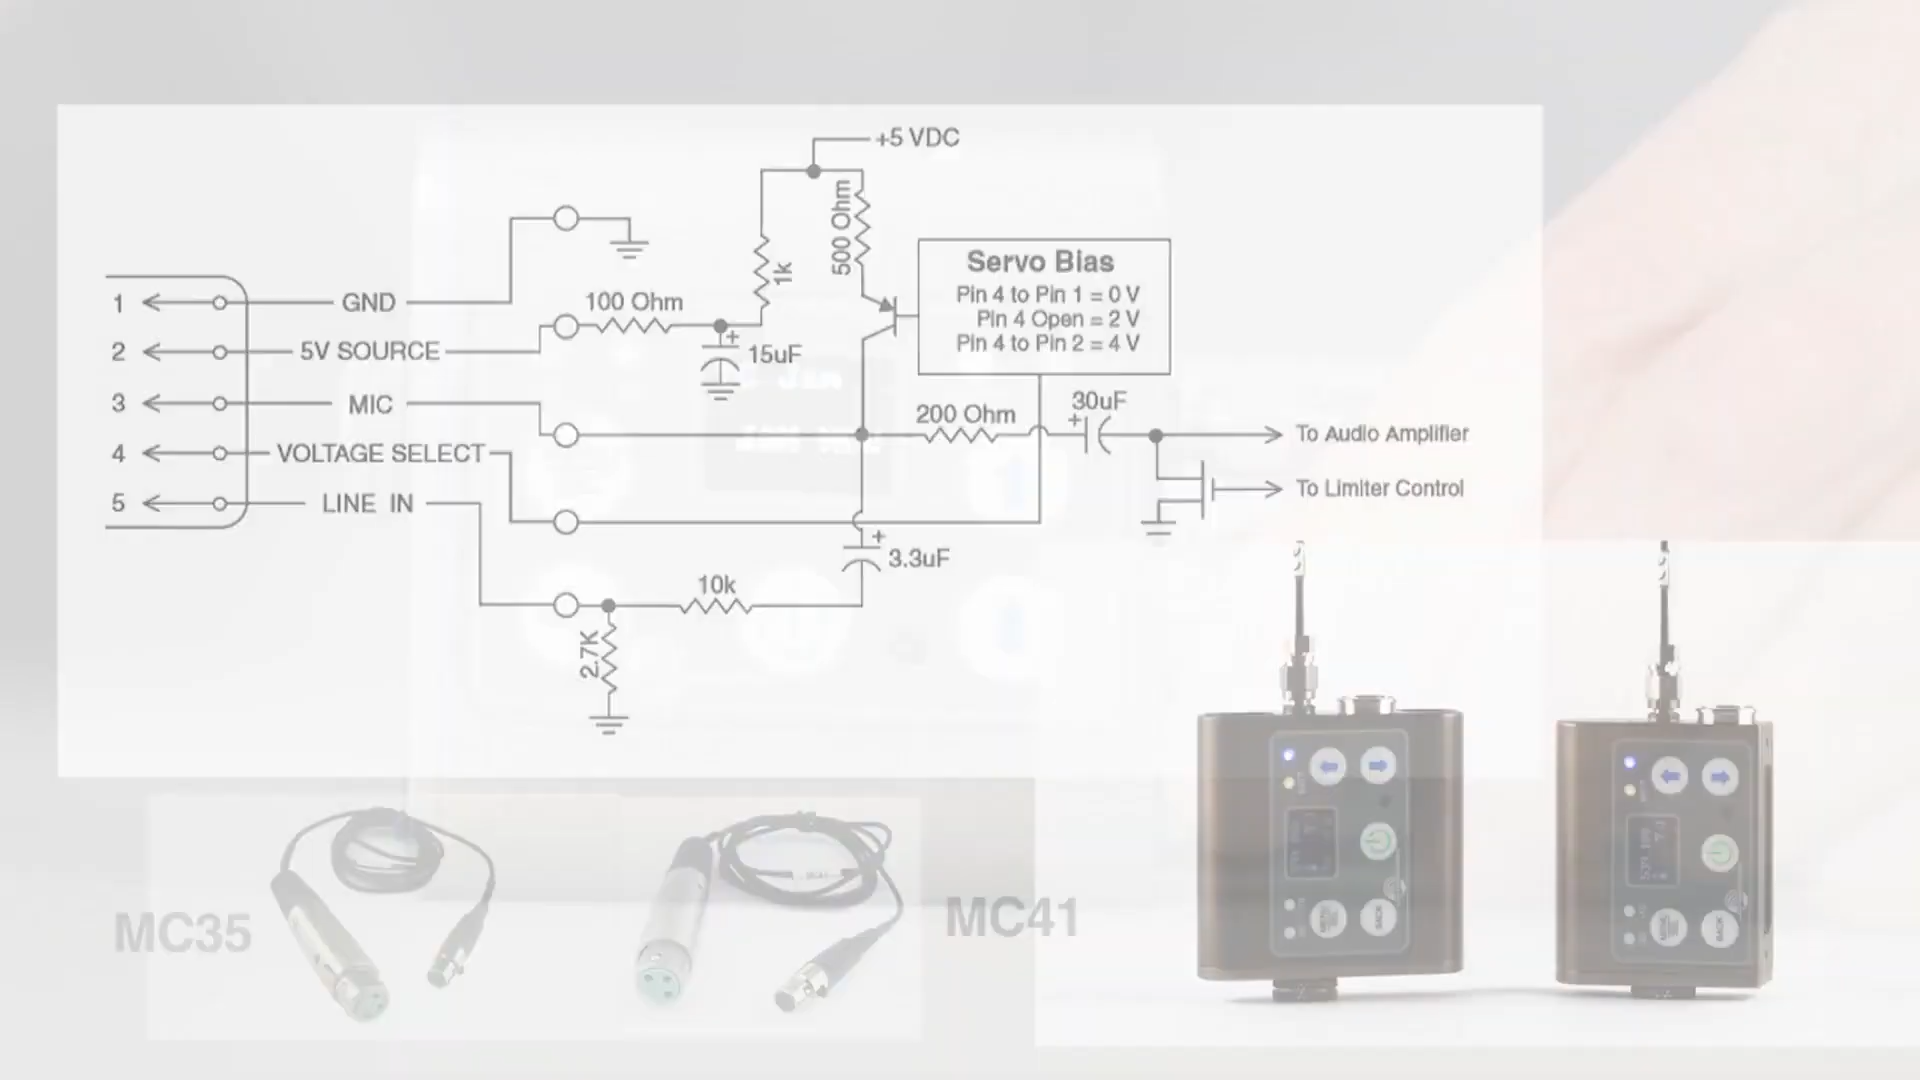 +5 VDC
500 Ohm
1k
Servo Bias
Pin 4 to Pin 1 = 0 V
Pin 4 Open = 2 V
Pin 4 to Pin 2 = 4 V
1 GND
100 Ohm
2 5V SOURCE
+
15uF
3 MIC
200 Ohm
30uF
+
To Audio Amplifier
4 VOLTAGE SELECT
To Limiter Control
5 LINE IN
+
3.3uF
10k
2.7K
MC35
MC41
BACK
BACK